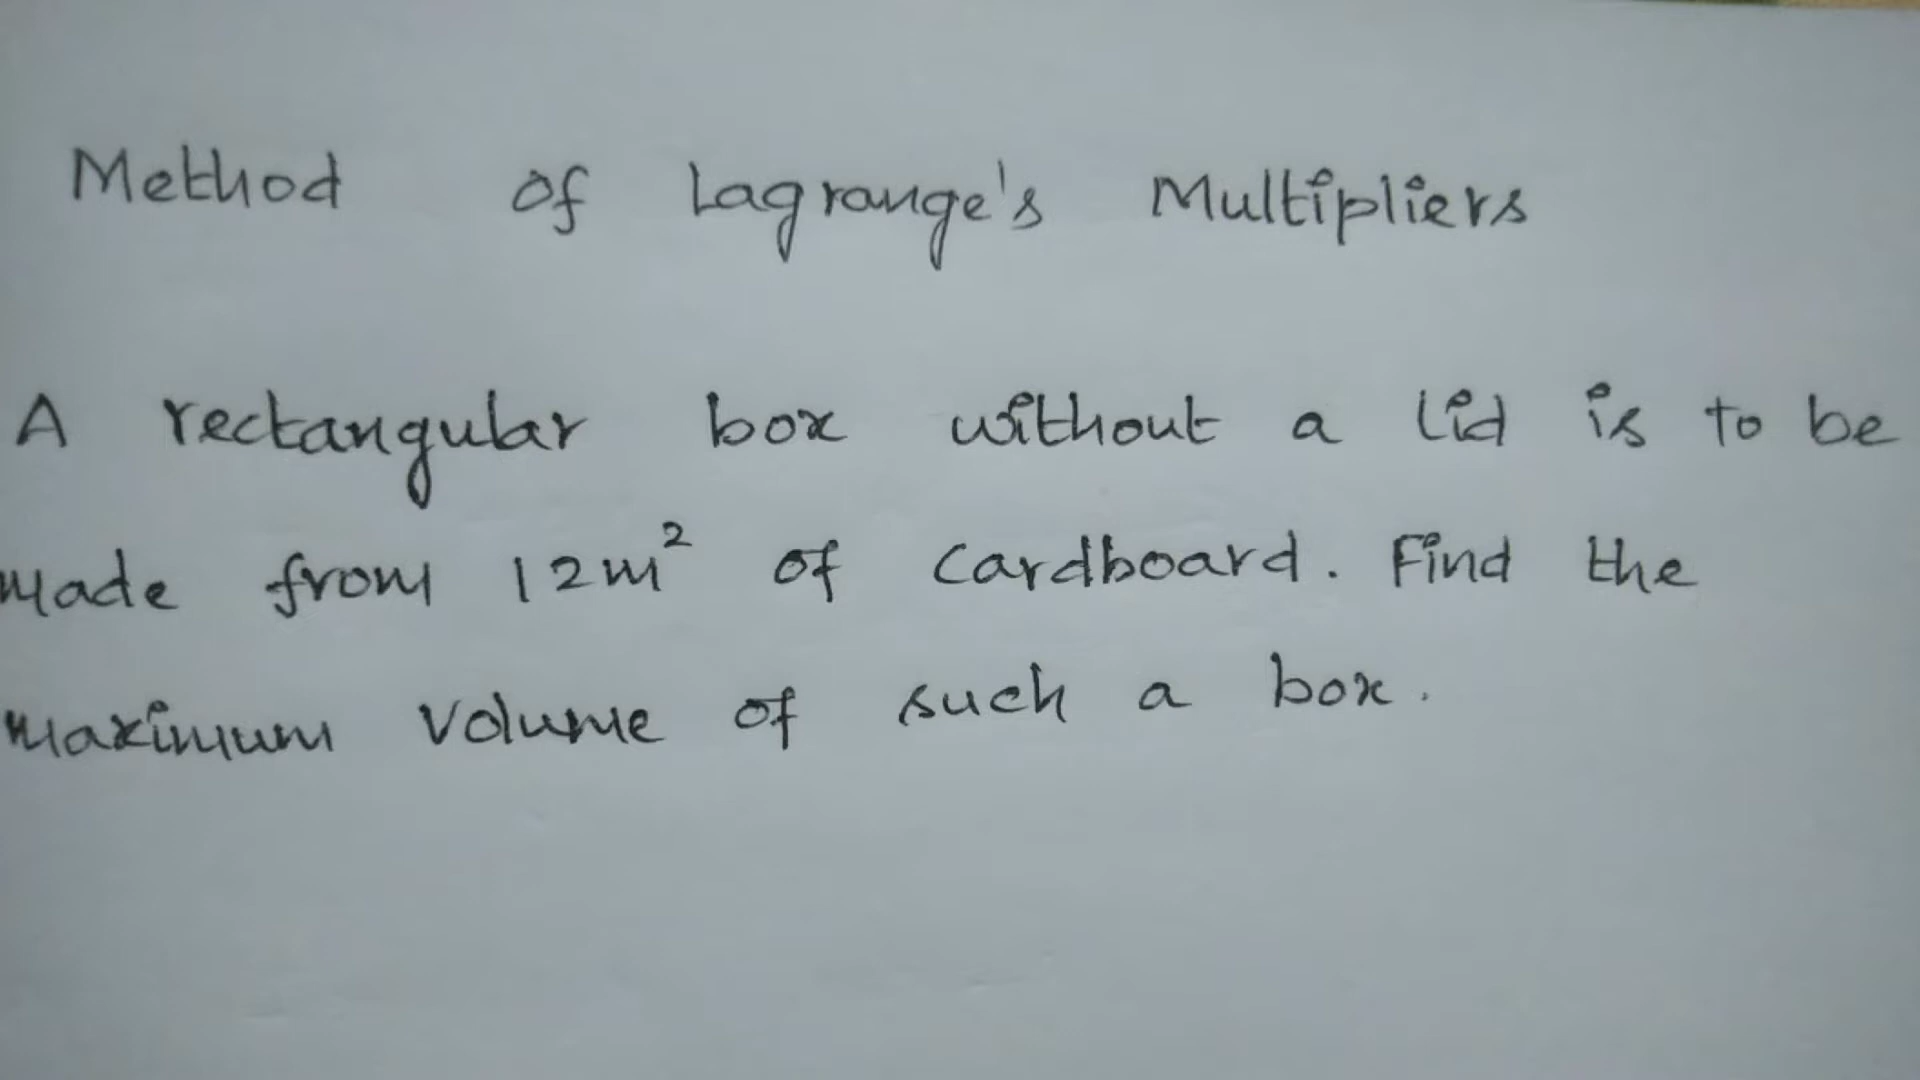 Method of Lagrange's Multipliers
A rectangular box without a lid is to be
made from 12m² of cardboard. Find the
maximum volume of such a box.